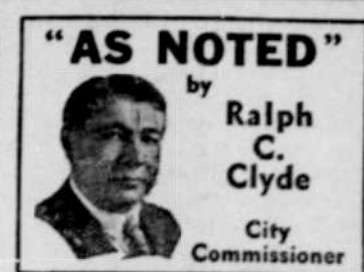 "AS NOTED"
by
Ralph
C.
Clyde
City
Commissioner